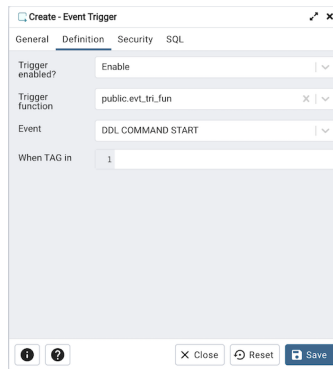 Create - Event Trigger
General Definition Security SQL
Trigger enabled? Enable
Trigger function public.evt_tri_fun
Event DDL COMMAND START
When TAG in 1
Close Reset Save